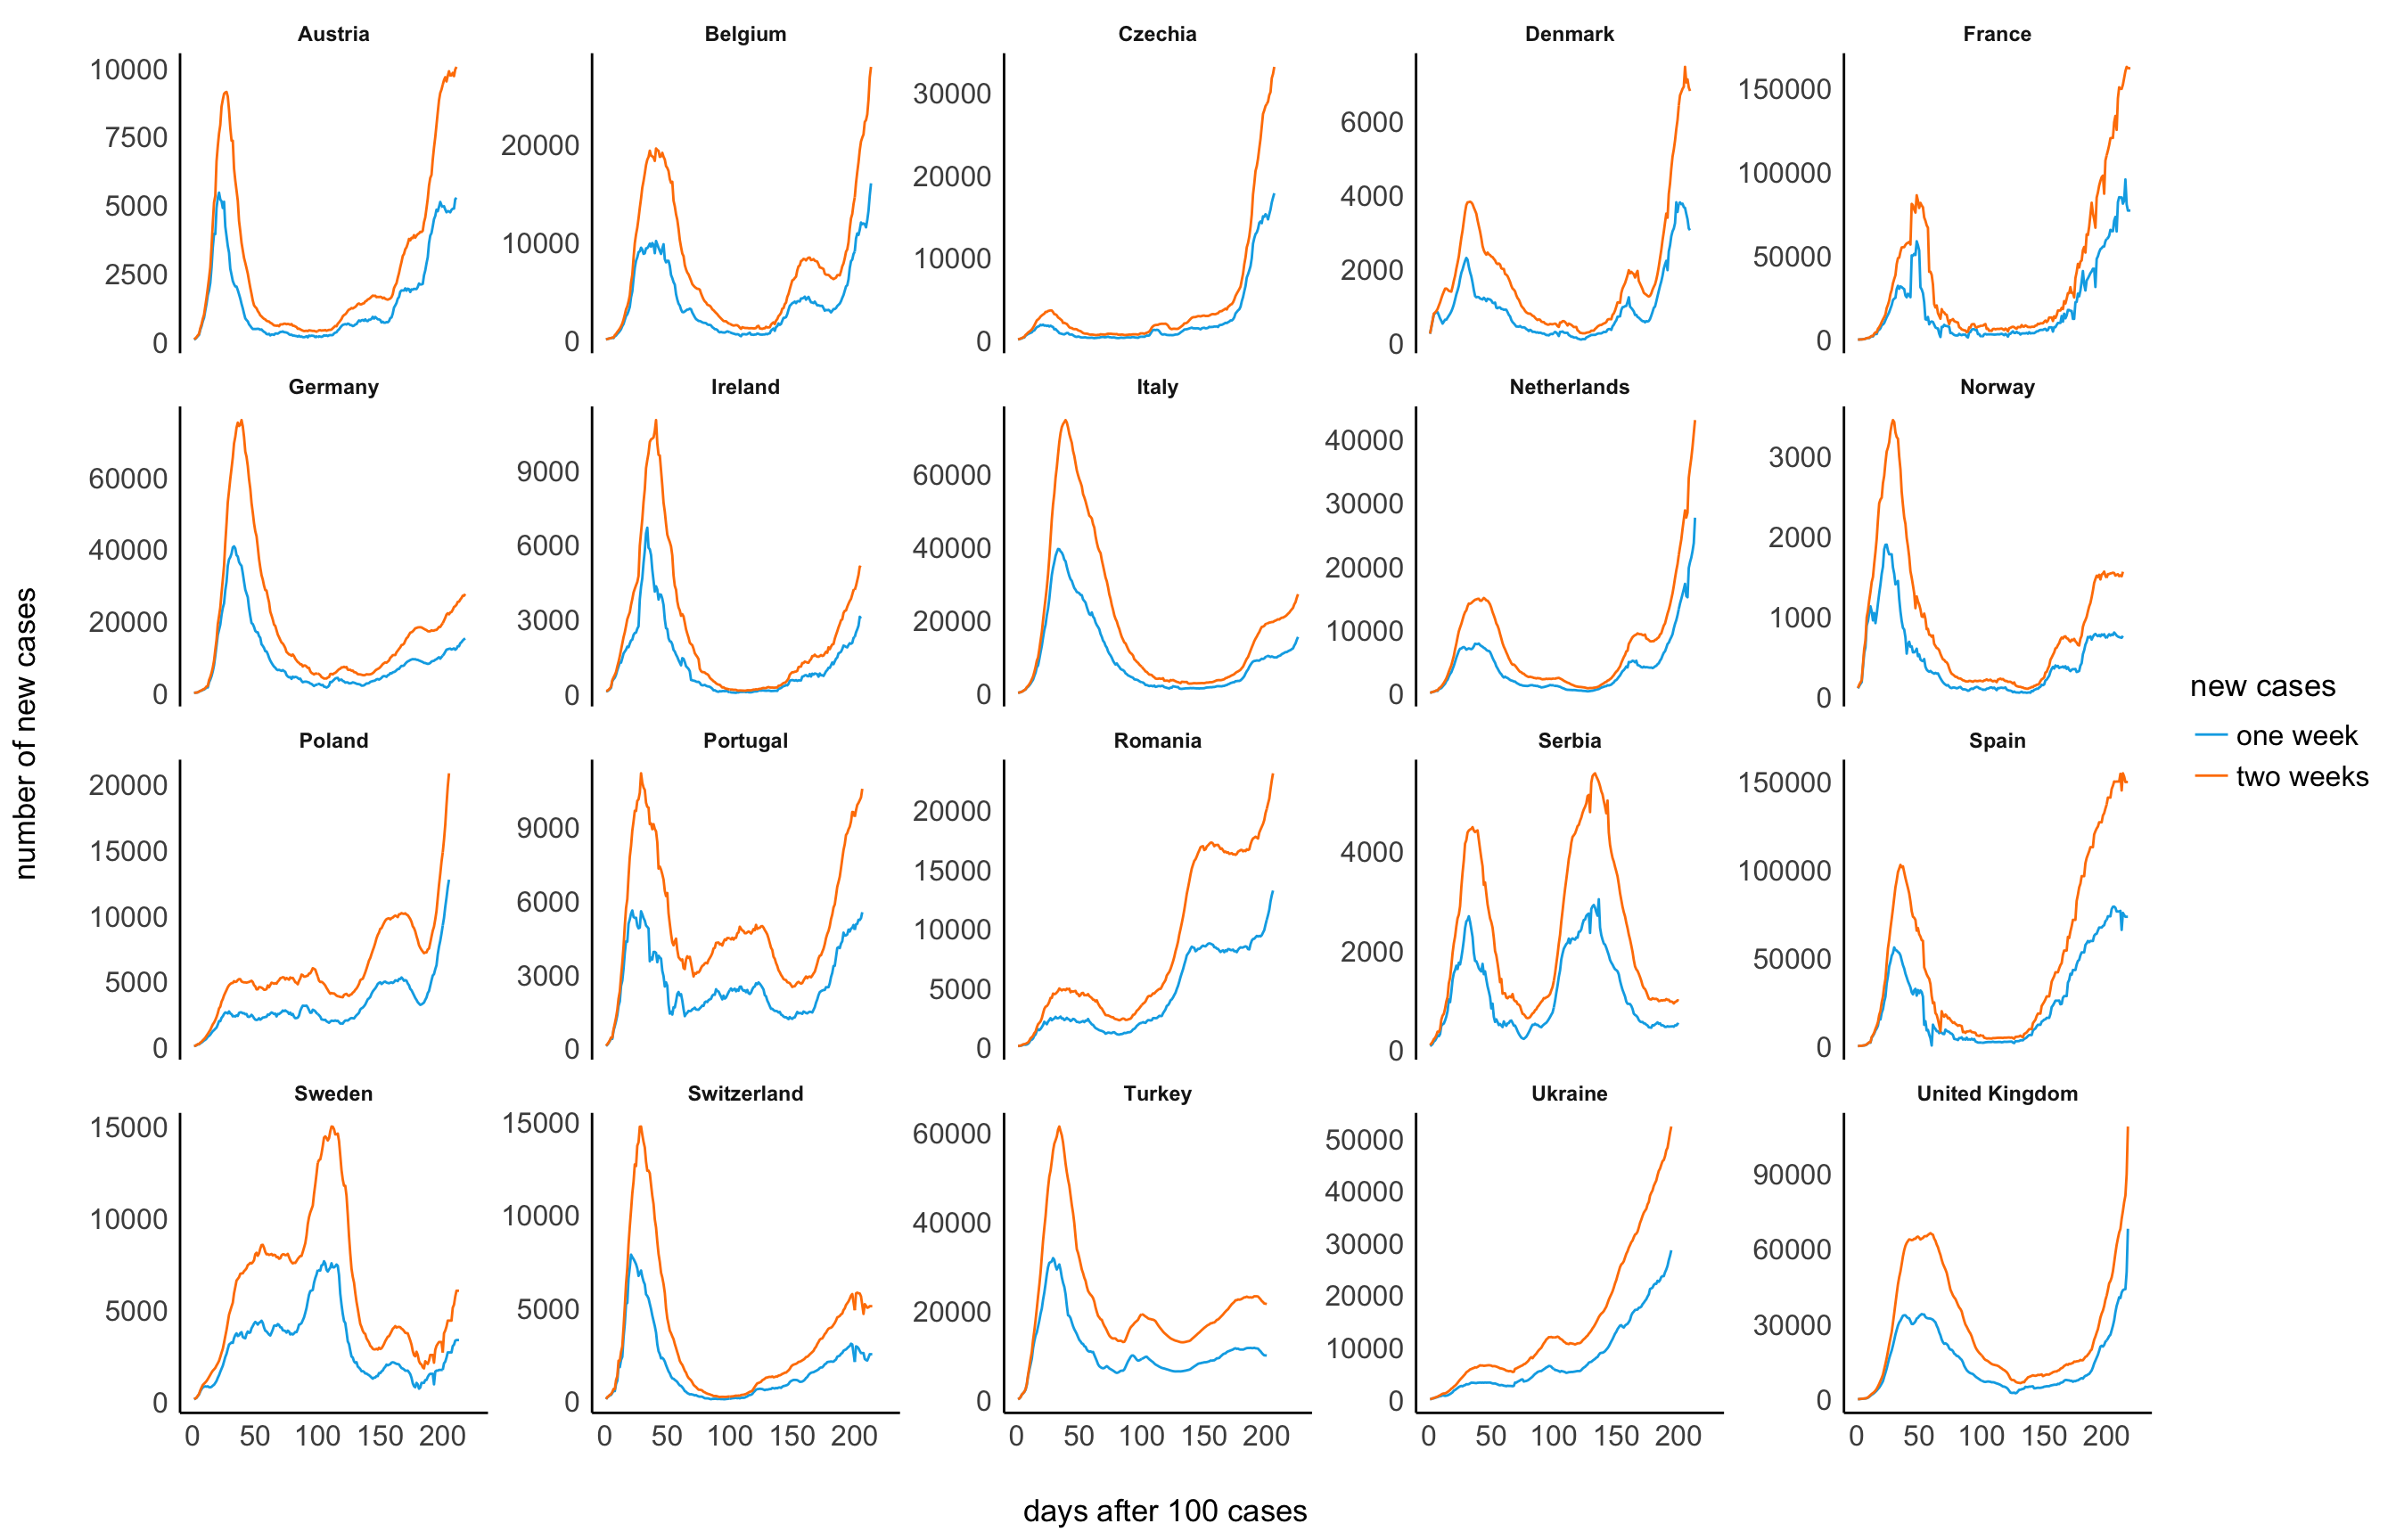 Austria Belgium Czechia Denmark France
10000 7500 5000 2500 0
20000 10000 0
30000 20000 10000 0
6000 4000 2000 0
150000 100000 50000 0
Germany Ireland Italy Netherlands Norway
60000 40000 20000 0
9000 6000 3000 0
60000 40000 20000 0
40000 30000 20000 10000 0
3000 2000 1000 0
Poland Portugal Romania Serbia Spain
20000 15000 10000 5000 0
9000 6000 3000 0
20000 15000 10000 5000 0
4000 2000 0
150000 100000 50000 0
Sweden Switzerland Turkey Ukraine United Kingdom
15000 10000 5000 0
15000 10000 5000 0
60000 40000 20000 0
50000 40000 30000 20000 10000 0
90000 60000 30000 0
0 50 100 150 200
0 50 100 150 200
0 50 100 150 200
0 50 100 150 200
0 50 100 150 200
days after 100 cases
number of new cases
new cases
one week
two weeks